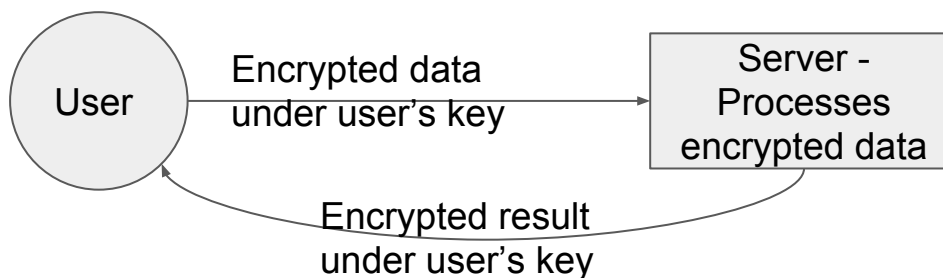 User
Encrypted data
under user’s key
Server -
Processes
encrypted data
Encrypted result
under user’s key